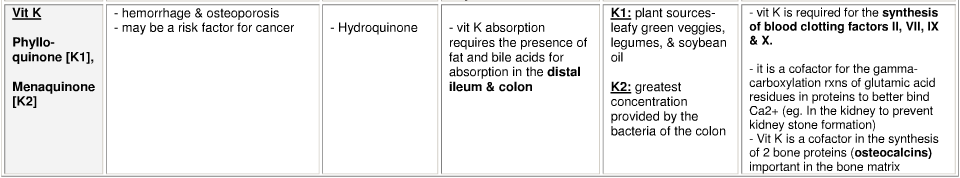 Vit K
Phyllo-
quinone [K1],
Menaquinone
[K2]
- hemorrhage & osteoporosis
- may be a risk factor for cancer
- Hydroquinone
- vit K absorption
requires the presence of
fat and bile acids for
absorption in the distal
ileum & colon
K1: plant sources-
leafy green veggies,
legumes, & soybean
oil
K2: greatest
concentration
provided by the
bacteria of the colon
- vit K is required for the synthesis
of blood clotting factors II, VII, IX
& X.
- it is a cofactor for the gamma-
carboxylation rxns of glutamic acid
residues in proteins to better bind
Ca2+ (eg. In the kidney to prevent
kidney stone formation)
- Vit K is a cofactor in the synthesis
of 2 bone proteins (osteocalcins)
important in the bone matrix